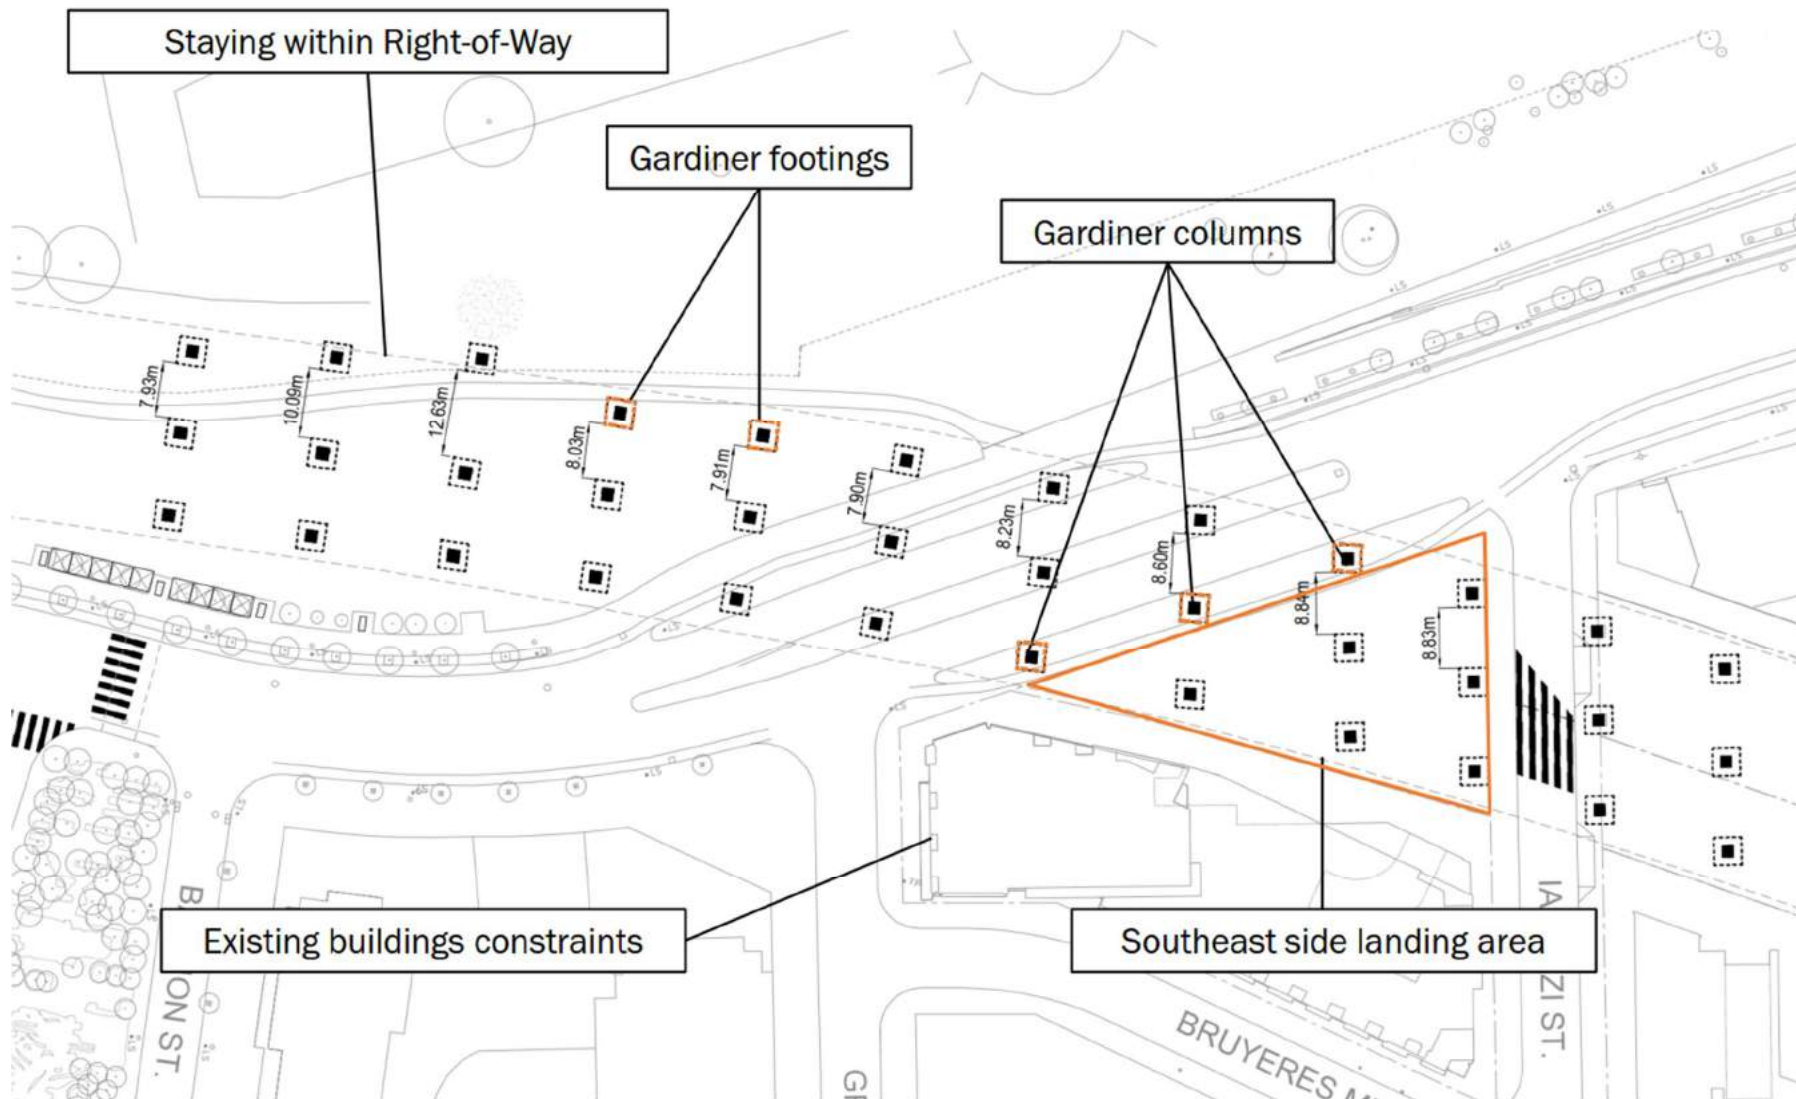 Staying within Right-of-Way
Gardiner footings
Gardiner columns
7.93m
10.09m
12.63m
8.03m
7.91m
7.90m
8.23m
8.60m
8.84m
8.83m
Existing buildings constraints
Southeast side landing area
ON ST.
ZI ST.
BRUYERES